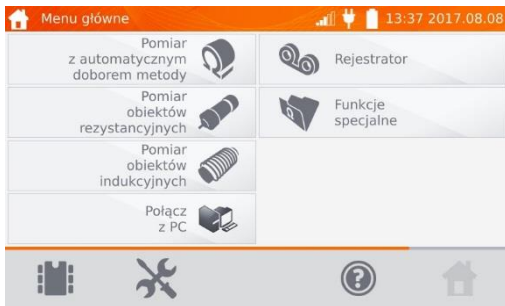 Menu główne
13:37 2017.08.08
Pomiar
z automatycznym
doborem metody
Rejestrator
Pomiar
obiektów
rezystancyjnych
Funkcje
specjalne
Pomiar
obiektów
indukcyjnych
Połącz
z PC